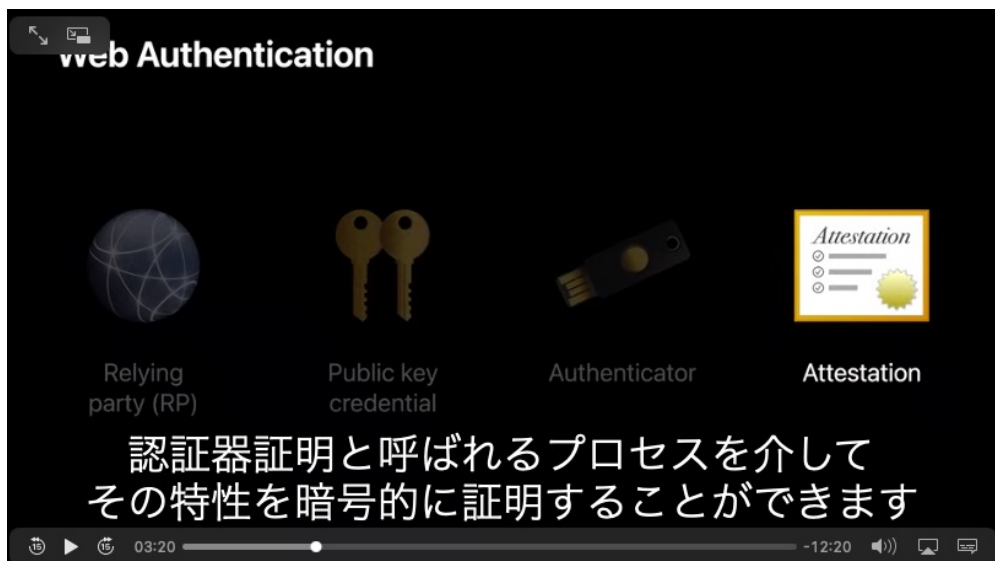 Web Authentication
Attestation
Relying
party (RP)
Public key
credential
Authenticator
Attestation
認証器証明と呼ばれるプロセスを介して
その特性を暗号的に証明することができます
15
15
03:20
-12:20